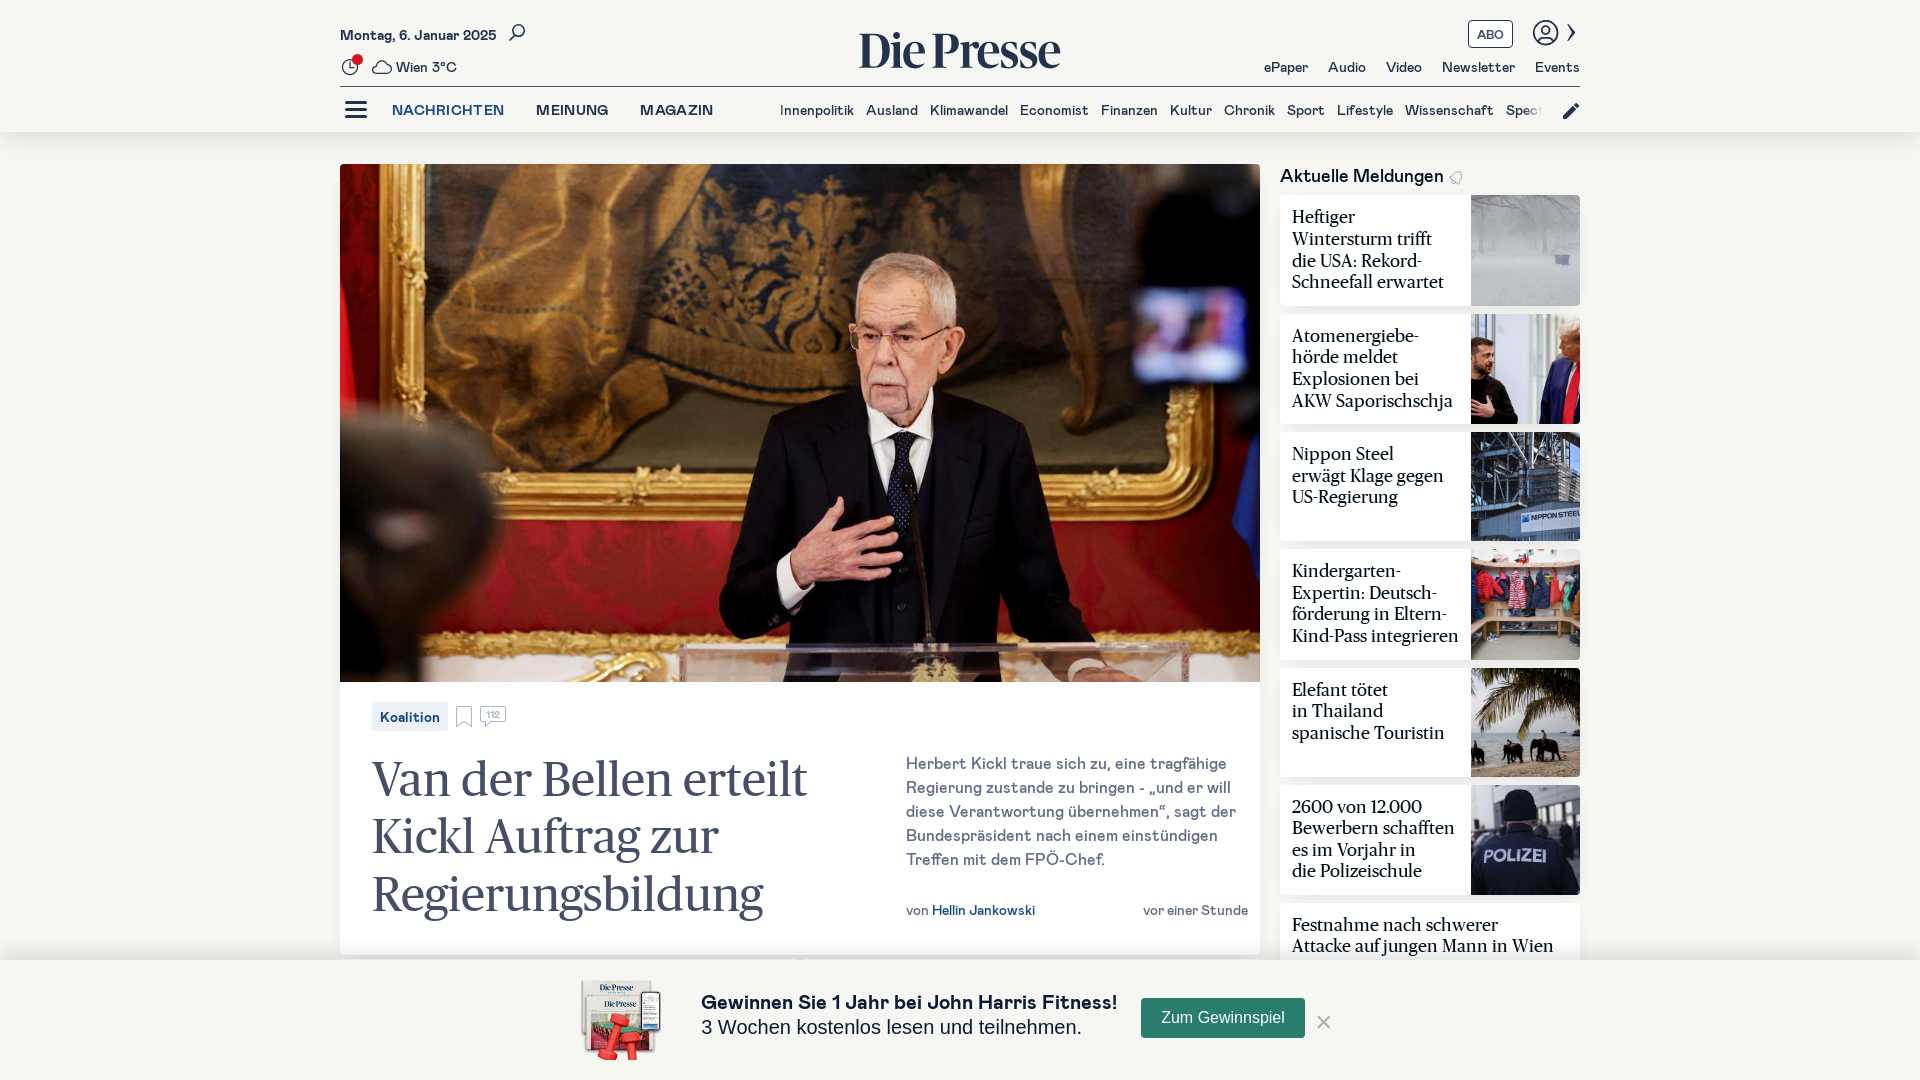 Montag, 6. Januar 2025
Wien 3°C
Die Presse
ABO
ePaper Audio Video Newsletter Events
NACHRICHTEN MEINUNG MAGAZIN
Innenpolitik Ausland Klimawandel Economist Finanzen Kultur Chronik Sport Lifestyle Wissenschaft Spect
Koalition
112
Van der Bellen erteilt
Kickl Auftrag zur
Regierungsbildung
Herbert Kickl traue sich zu, eine tragfähige
Regierung zustande zu bringen - „und er will
diese Verantwortung übernehmen“, sagt der
Bundespräsident nach einem einstündigen
Treffen mit dem FPÖ-Chef.
von Hellin Jankowski
vor einer Stunde
Aktuelle Meldungen
Heftiger
Wintersturm trifft
die USA: Rekord-
Schneefall erwartet
Atomenergiebe-
hörde meldet
Explosionen bei
AKW Saporischschja
Nippon Steel
erwägt Klage gegen
US-Regierung
NIPPON STEEL
Kindergarten-
Expertin: Deutsch-
förderung in Eltern-
Kind-Pass integrieren
Elefant tötet
in Thailand
spanische Touristin
2600 von 12.000
Bewerbern schafften
es im Vorjahr in
die Polizeischule
POLIZEI
Festnahme nach schwerer
Attacke auf jungen Mann in Wien
Die Presse
Die Presse
Gewinnen Sie 1 Jahr bei John Harris Fitness!
3 Wochen kostenlos lesen und teilnehmen.
Zum Gewinnspiel